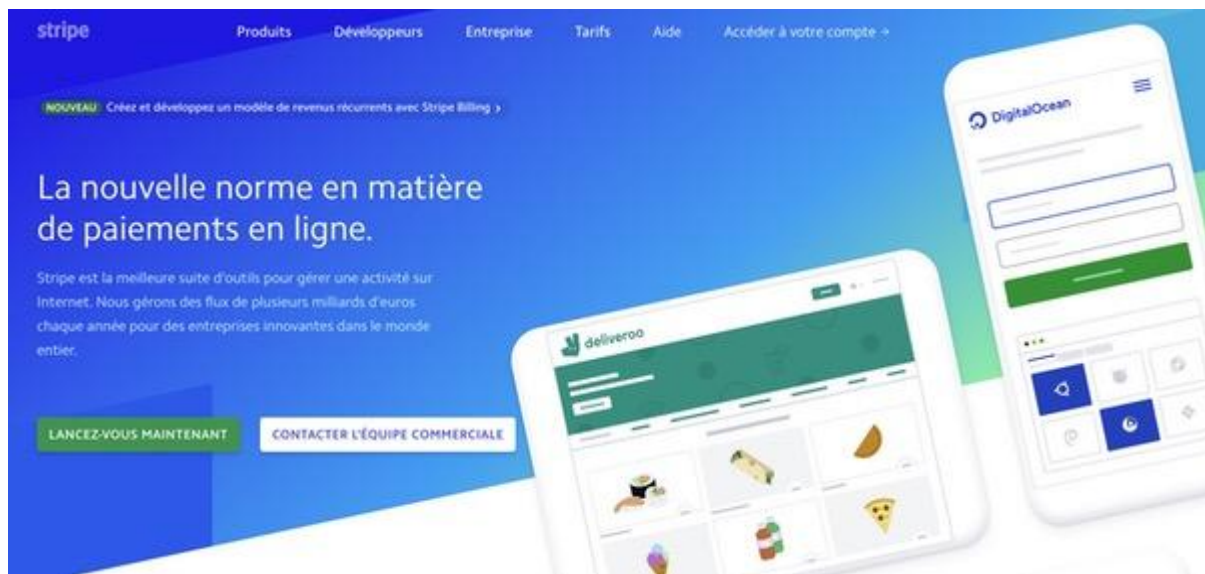 stripe Produits Développeurs Entreprise Tarifs Aide Accéder à votre compte →
NOUVEAU Créez et développez un modèle de revenus récurrents avec Stripe Billing ›
La nouvelle norme en matière
de paiements en ligne.
Stripe est la meilleure suite d'outils pour gérer une activité sur
Internet. Nous gérons des flux de plusieurs milliards d'euros
chaque année pour des entreprises innovantes dans le monde
entier.
LANCEZ-VOUS MAINTENANT CONTACTER L'ÉQUIPE COMMERCIALE
deliveroo
DigitalOcean